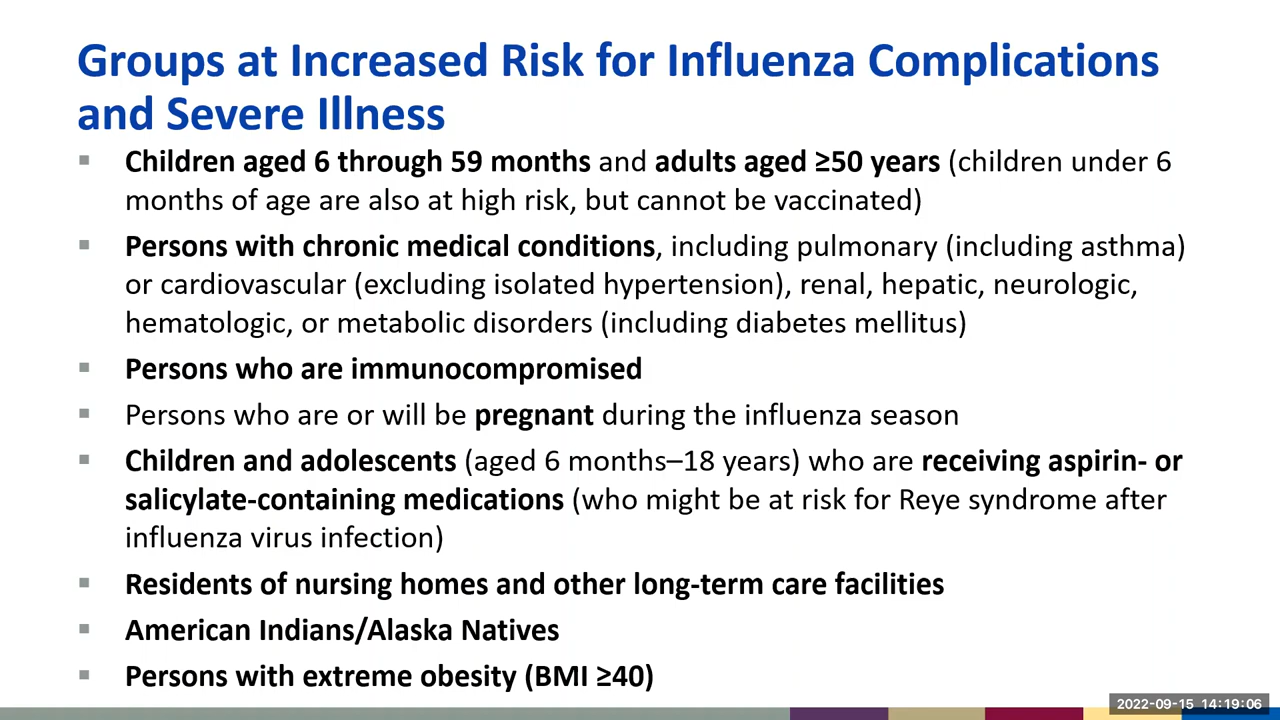 Groups at Increased Risk for Influenza Complications
and Severe Illness
▪ Children aged 6 through 59 months and adults aged ≥50 years (children under 6
months of age are also at high risk, but cannot be vaccinated)
▪ Persons with chronic medical conditions, including pulmonary (including asthma)
or cardiovascular (excluding isolated hypertension), renal, hepatic, neurologic,
hematologic, or metabolic disorders (including diabetes mellitus)
▪ Persons who are immunocompromised
▪ Persons who are or will be pregnant during the influenza season
▪ Children and adolescents (aged 6 months–18 years) who are receiving aspirin- or
salicylate-containing medications (who might be at risk for Reye syndrome after
influenza virus infection)
▪ Residents of nursing homes and other long-term care facilities
▪ American Indians/Alaska Natives
▪ Persons with extreme obesity (BMI ≥40)
2022-09-15 14:19:06